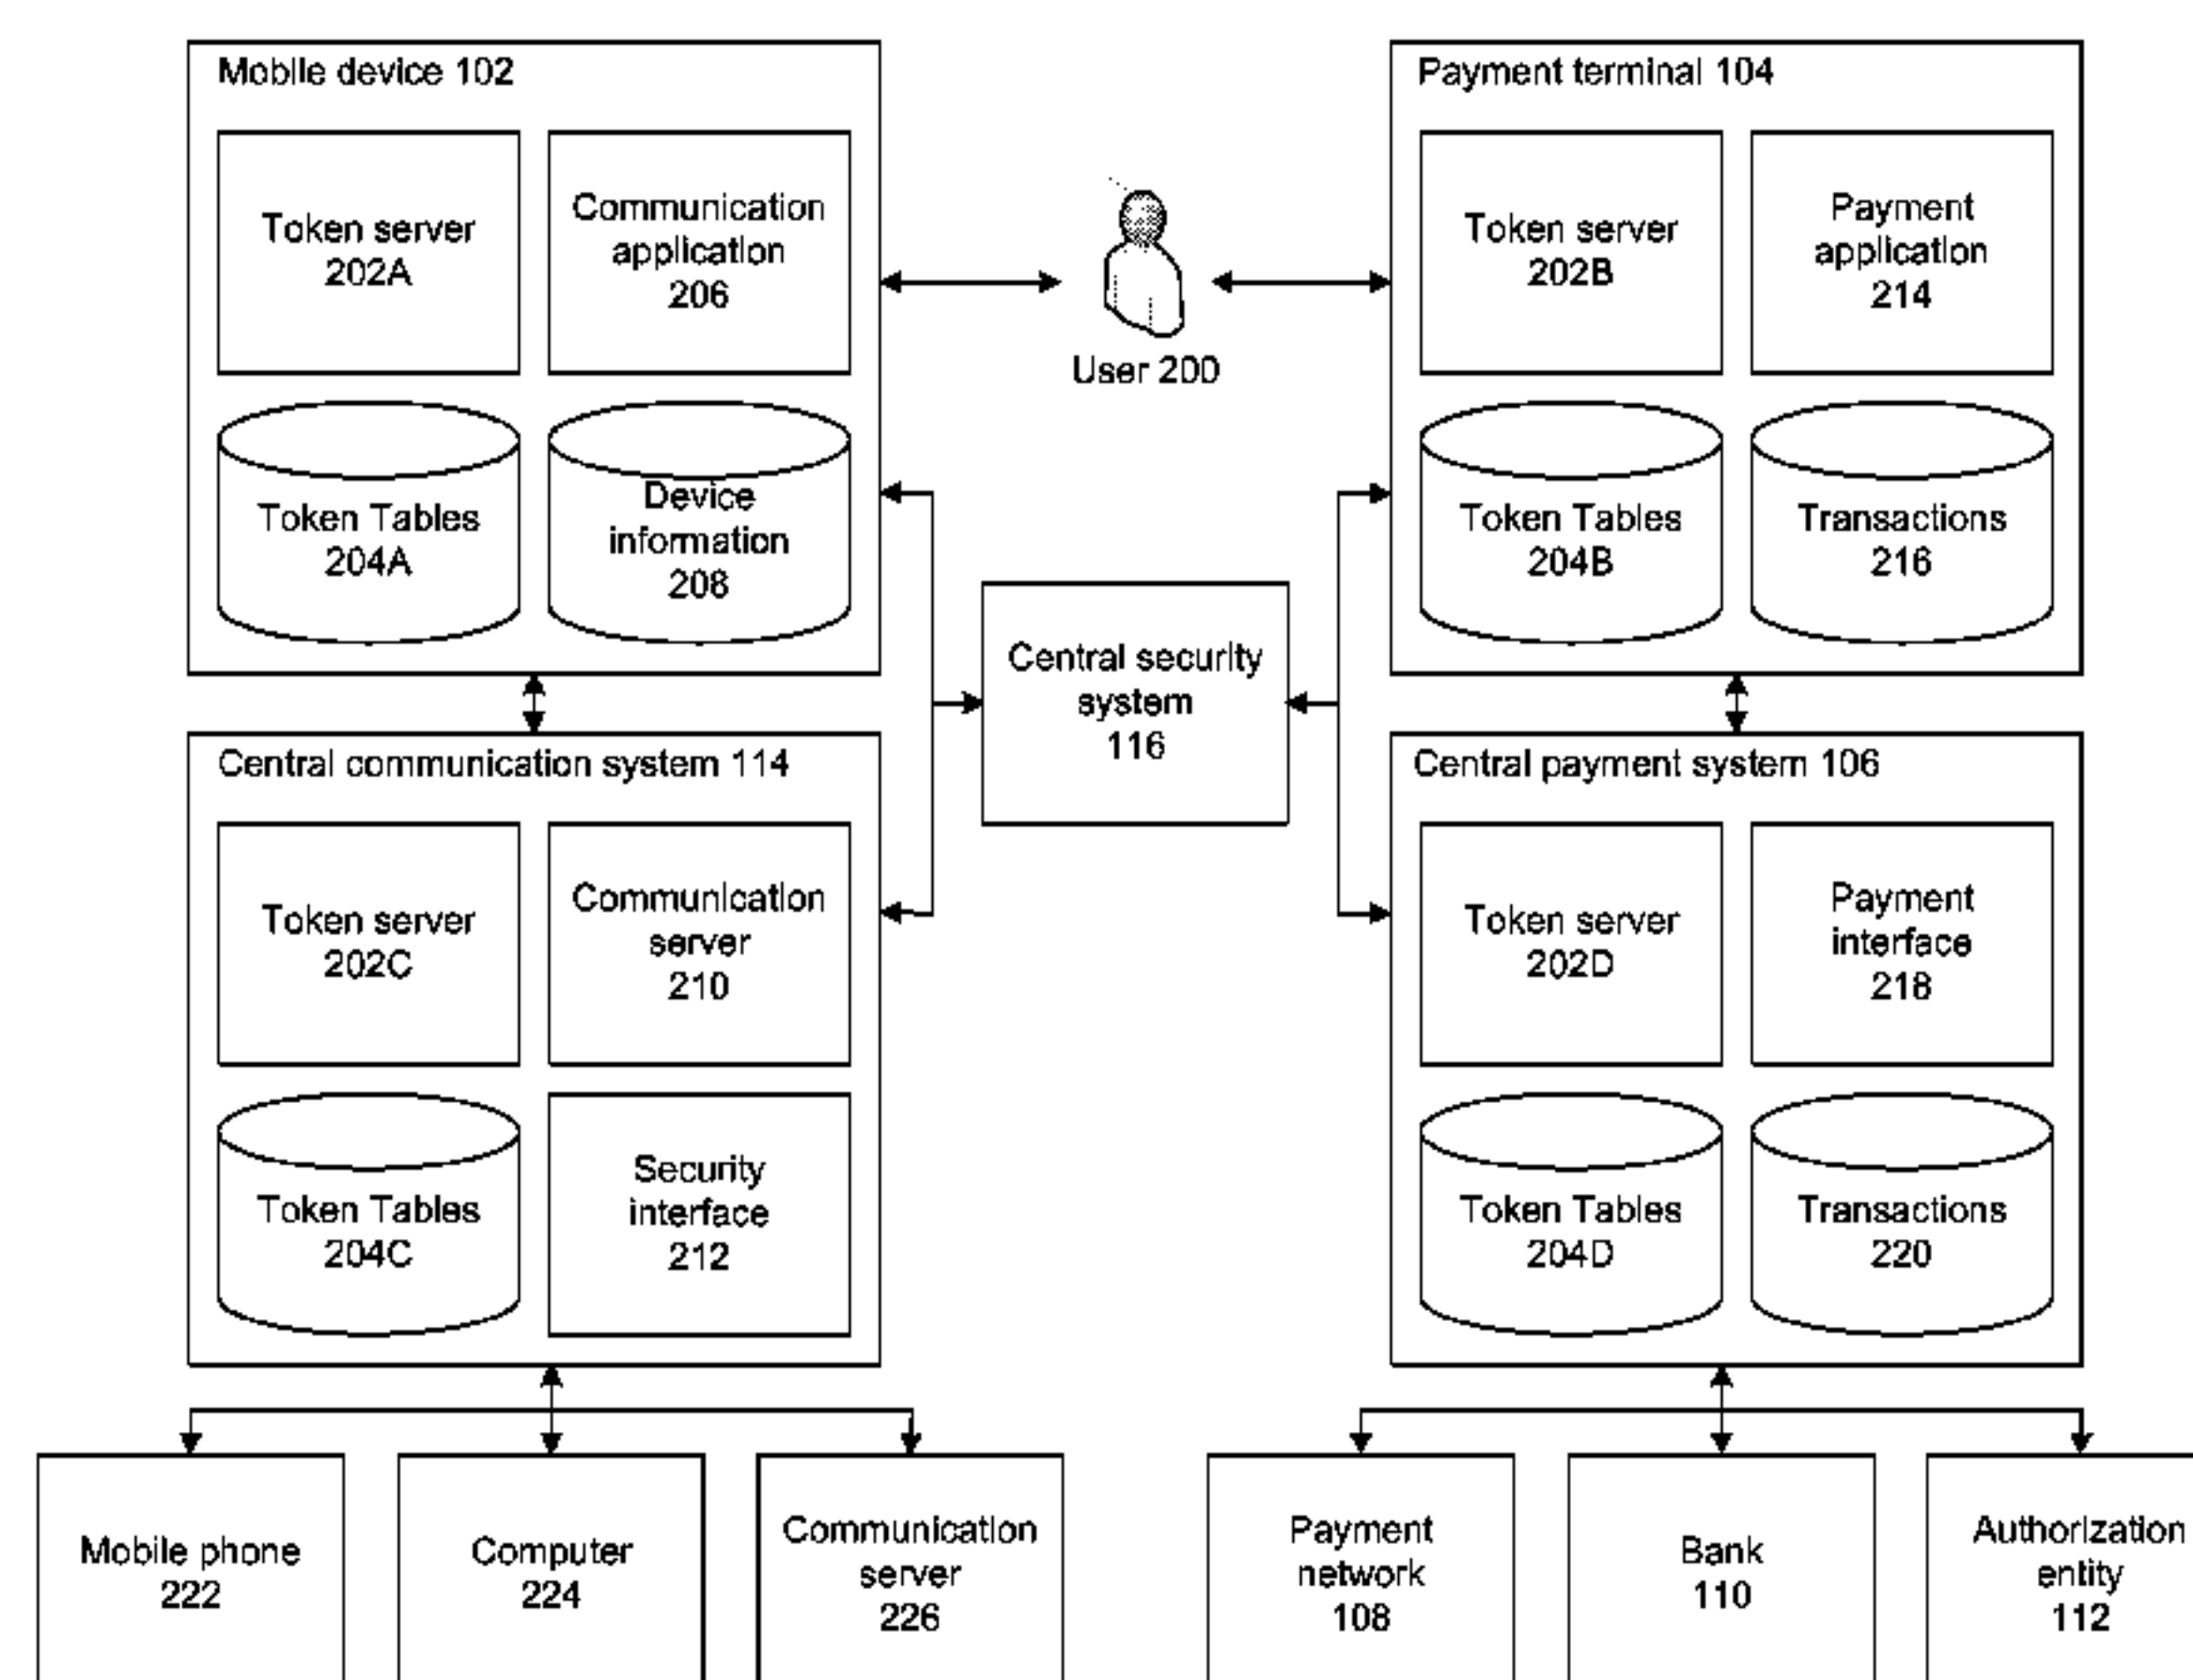 Mobile device 102
Token server
202A
Communication
application
206
Token Tables
204A
Device
information
208
User 200
Payment terminal 104
Token server
202B
Payment
application
214
Token Tables
204B
Transactions
216
Central security
system
116
Central communication system 114
Token server
202C
Communication
server
210
Token Tables
204C
Security
interface
212
Central payment system 106
Token server
202D
Payment
interface
218
Token Tables
204D
Transactions
220
Mobile phone
222
Computer
224
Communication
server
226
Payment
network
108
Bank
110
Authorization
entity
112